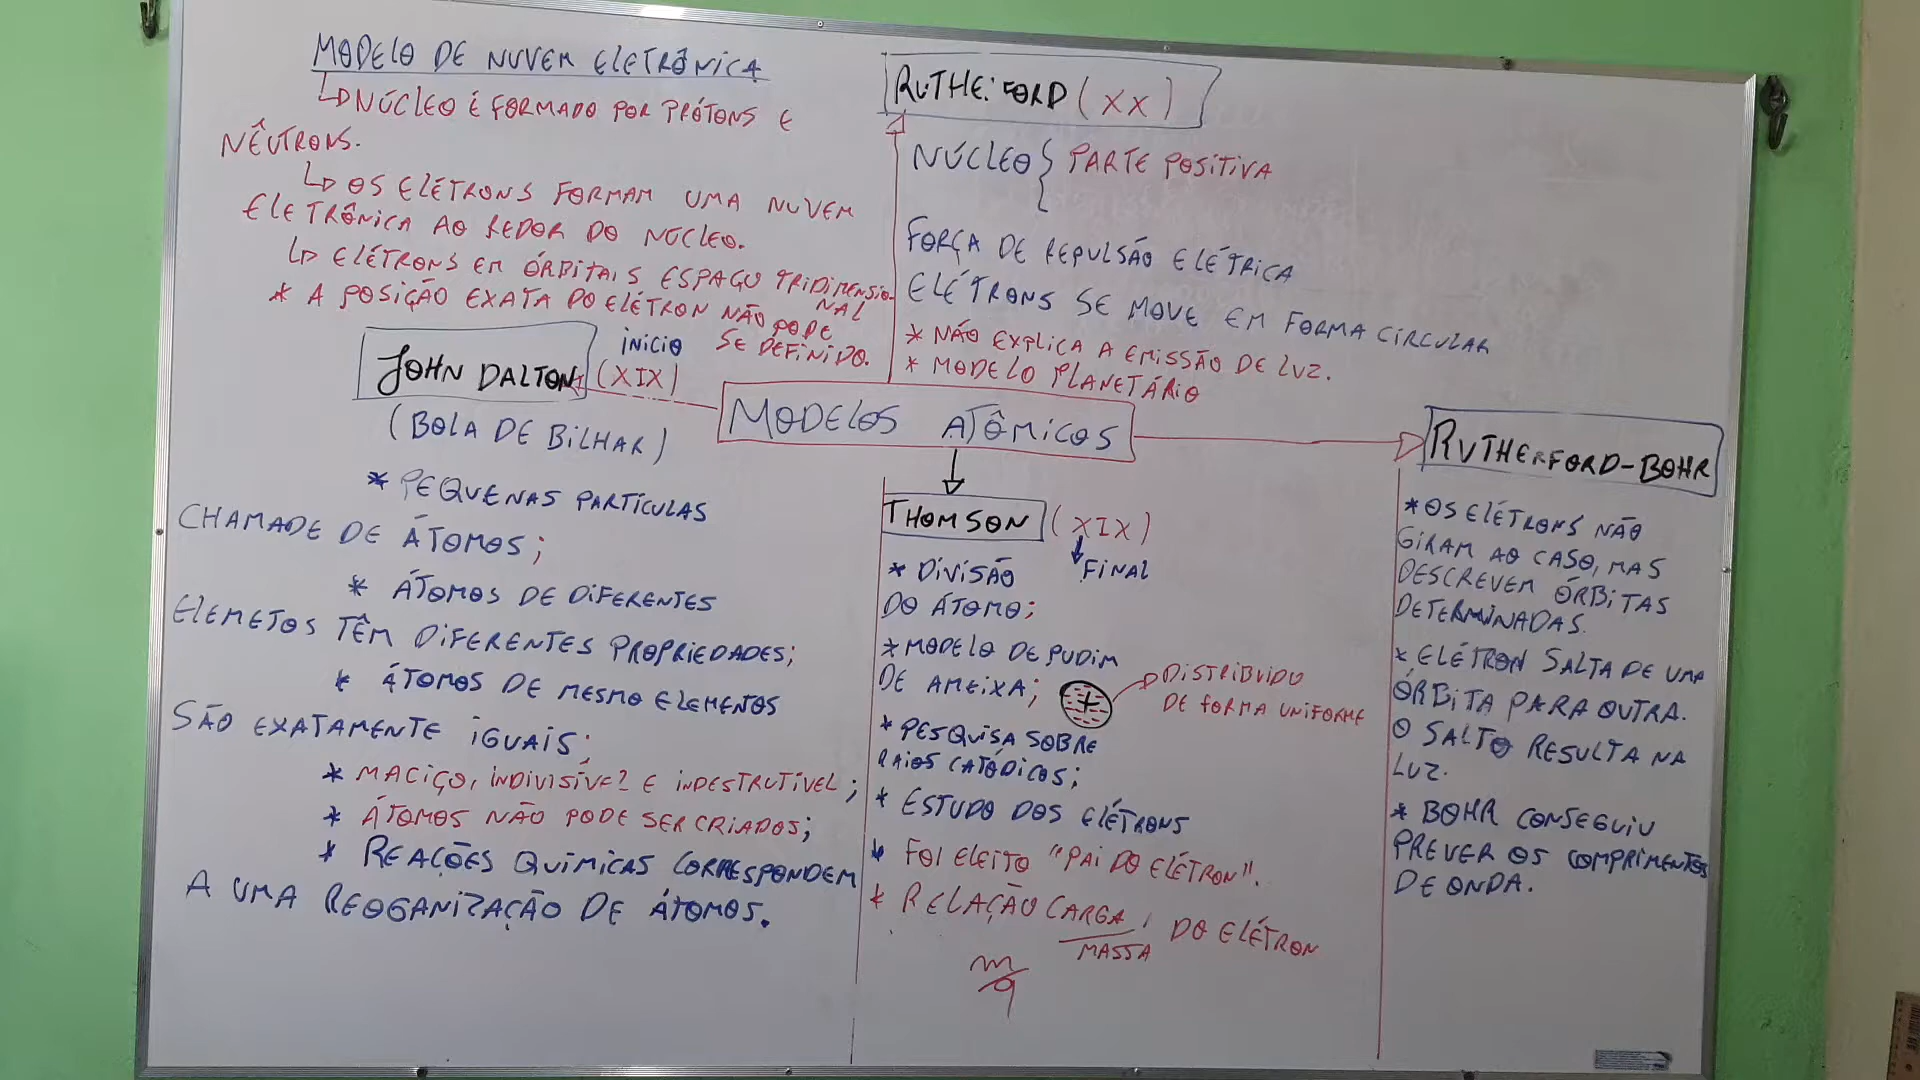 MODELO DE NUVEM ELETRÔNICA
NÚCLEO É FORMADO POR PRÓTONS E
NÊUTRONS.
OS ELÉTRONS FORMAM UMA NUVEM
ELETRÔNICA AO REDOR DO NÚCLEO.
ELÉTRONS EM ÓRBITAIS ESPAÇO TRIDIMENSIO-
NAL
* A POSIÇÃO EXATA DO ELÉTRON NÃO PODE
SE DEFINIDO.
RUTHERFORD (XX)
NÚCLEO { PARTE POSITIVA
FORÇA DE REPULSÃO ELÉTRICA
ELÉTRONS SE MOVE EM FORMA CIRCULAR
* NÃO EXPLICA A EMISSÃO DE LUZ.
* MODELO PLANETÁRIO
MODELOS ATÔMICOS
INICIO
JOHN DALTON (XIX)
(BOLA DE BILHAR)
* PEQUENAS PARTÍCULAS
CHAMADE DE ÁTOMOS;
* ÁTOMOS DE DIFERENTES
ELEMETOS TÊM DIFERENTES PROPRIEDADES;
* ÁTOMOS DE MESMO ELEMENTOS
SÃO EXATAMENTE IGUAIS;
* MACIÇO, INDIVISÍVEL E INDESTRUTÍVEL;
* ÁTOMOS NÃO PODE SER CRIADOS;
* REAÇÕES QUÍMICAS CORRESPONDEM
A UMA REOGANIZAÇÃO DE ÁTOMOS.
THOMSON (XIX)
FINAL
* DIVISÃO
DO ÁTOMO;
* MODELO DE PUDIM
DE AMEIXA;
+
DISTRIBUIDO
DE FORMA UNIFORME
* PESQUISA SOBRE
RAIOS CATÓDICOS;
* ESTUDO DOS ELÉTRONS
* FOI ELEITO "PAI DO ELÉTRON".
* RELAÇÃO CARGA/MASSA, DO ELÉTRON
m/q
RUTHERFORD-BOHR
* OS ELÉTRONS NÃO
GIRAM AO CASO, MAS
DESCREVEM ÓRBITAS
DETERMINADAS.
* ELÉTRON SALTA DE UMA
ÓRBITA PARA OUTRA.
O SALTO RESULTA NA
LUZ.
* BOHR CONSEGUIU
PREVER OS COMPRIMENTOS
DE ONDA.